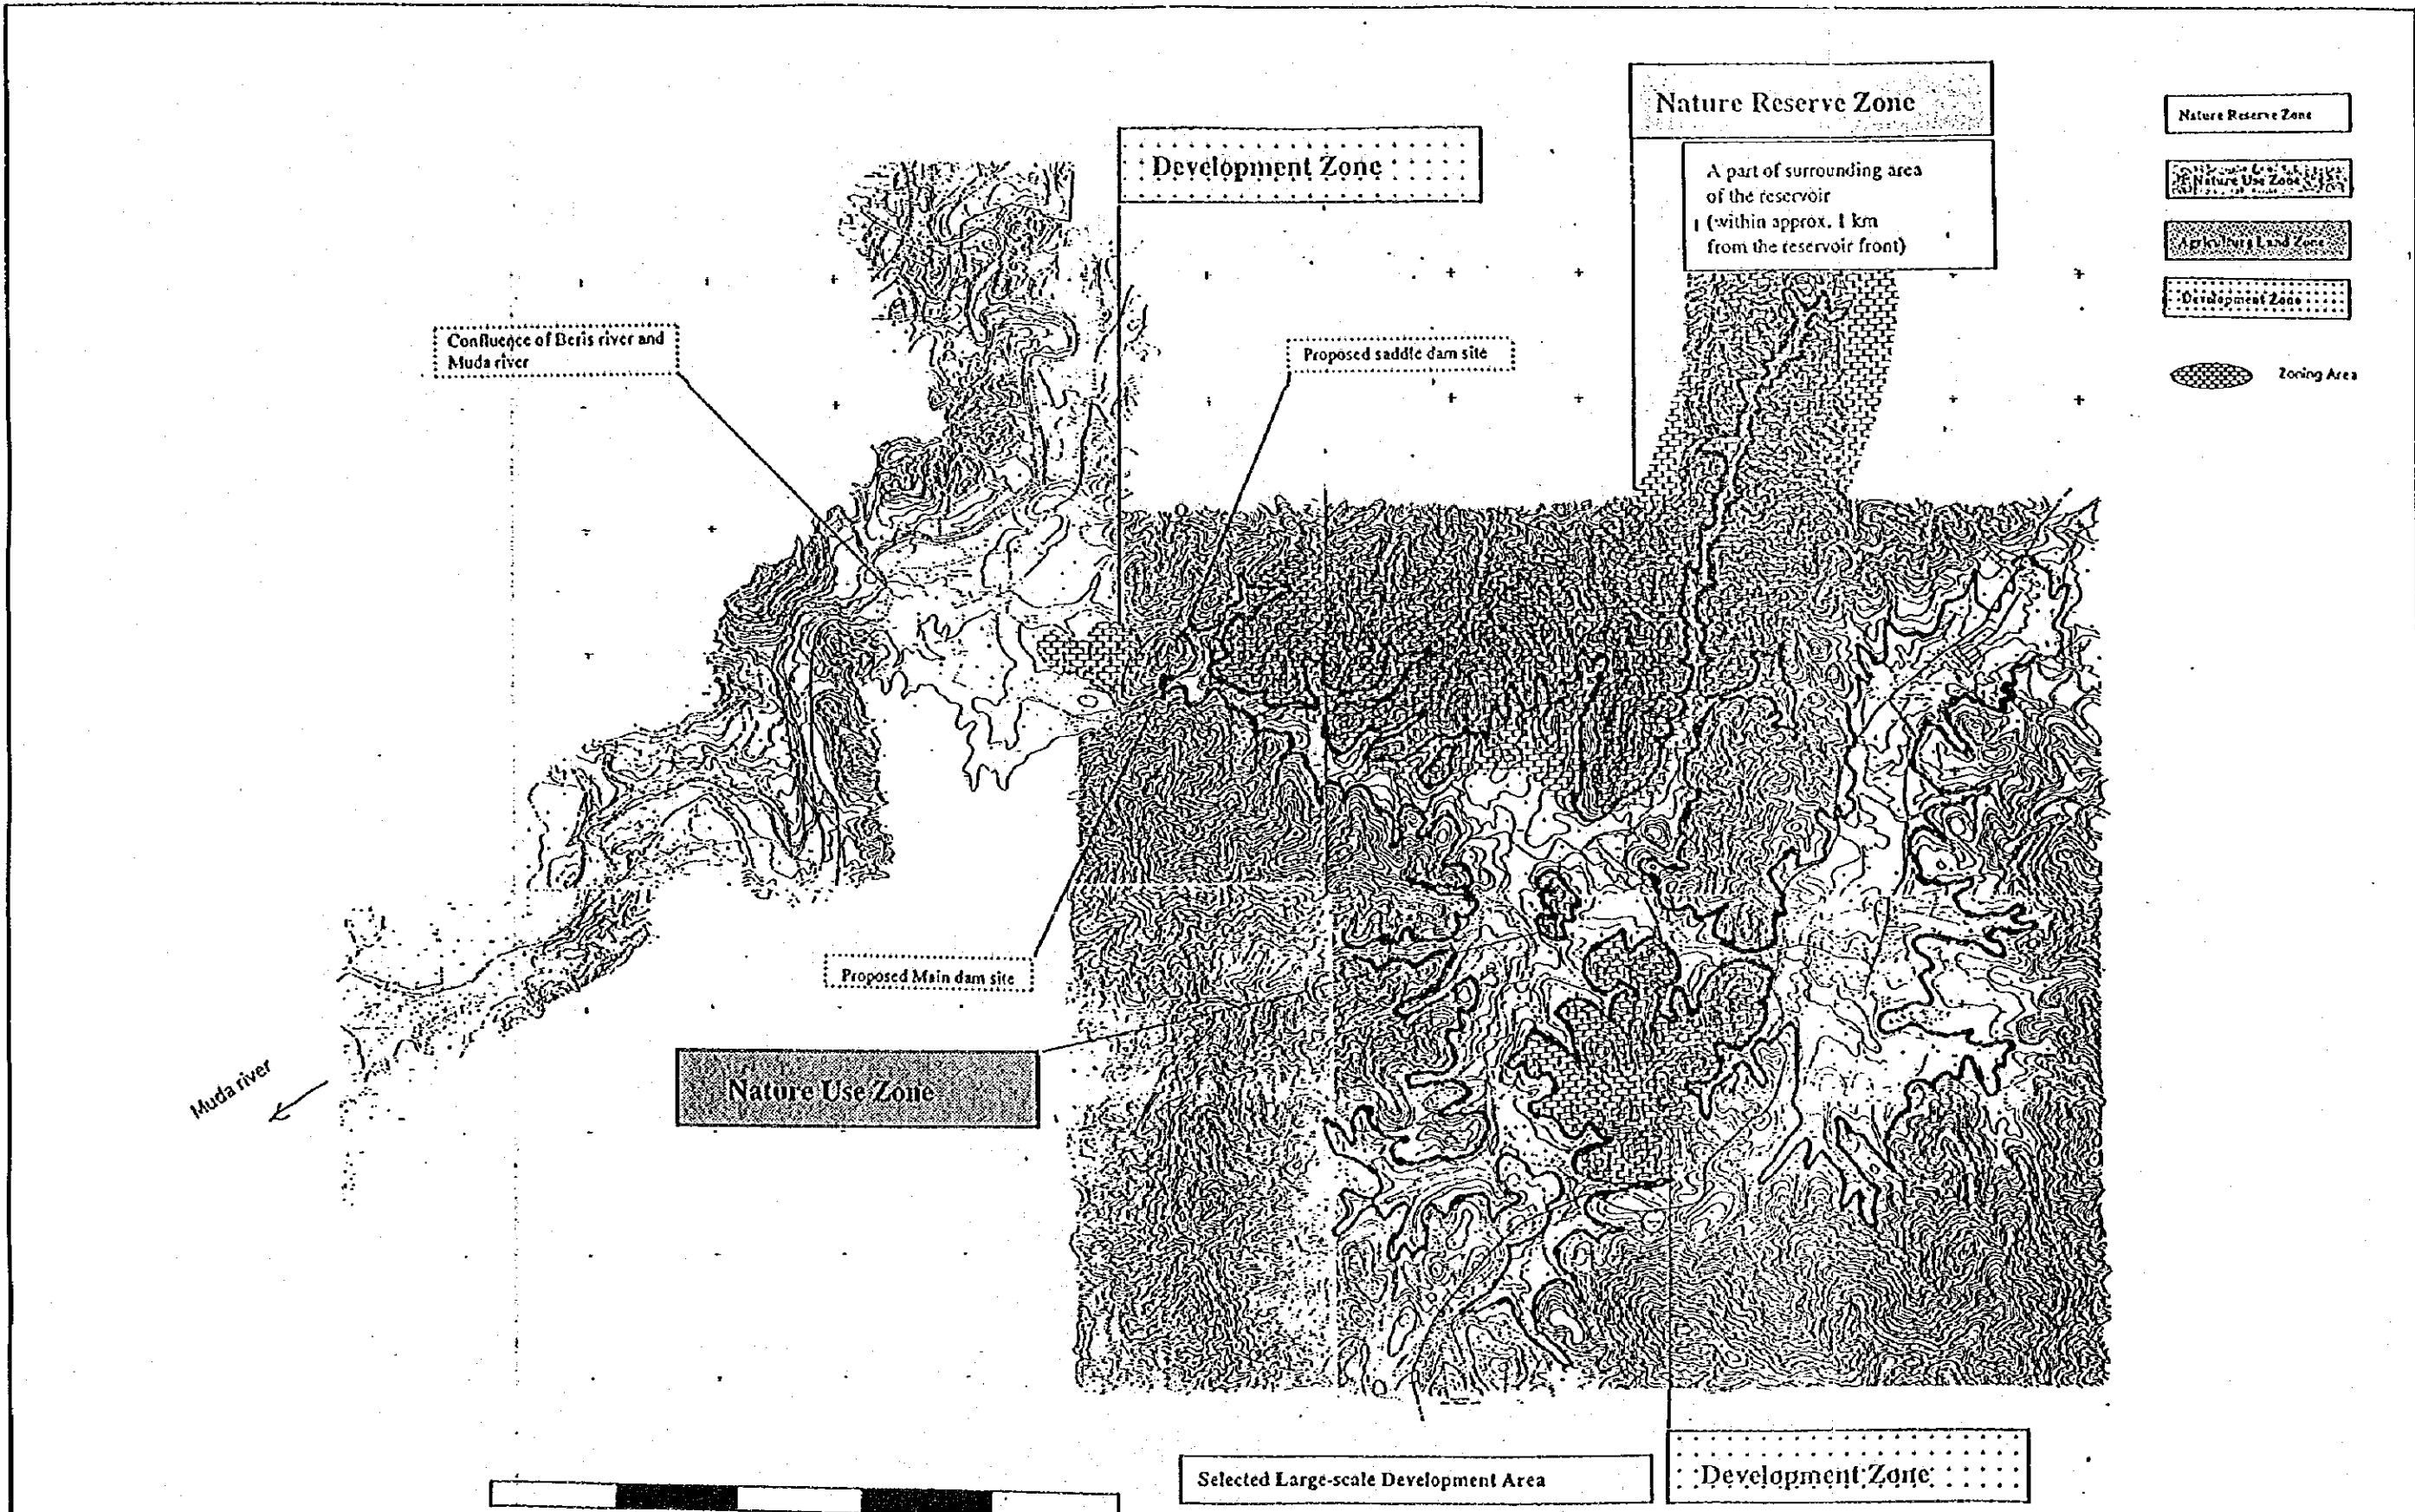 Nature Reserve Zone
A part of surrounding area
of the reservoir
(within approx. 1 km
from the reservoir front)
Development Zone
Nature Reserve Zone
Nature Use Zone
Agriculture Land Zone
Development Zone
Zoning Area
Confluence of Beris river and
Muda river
Proposed saddle dam site
Proposed Main dam site
Nature Use Zone
Muda river
Selected Large-scale Development Area
Development Zone